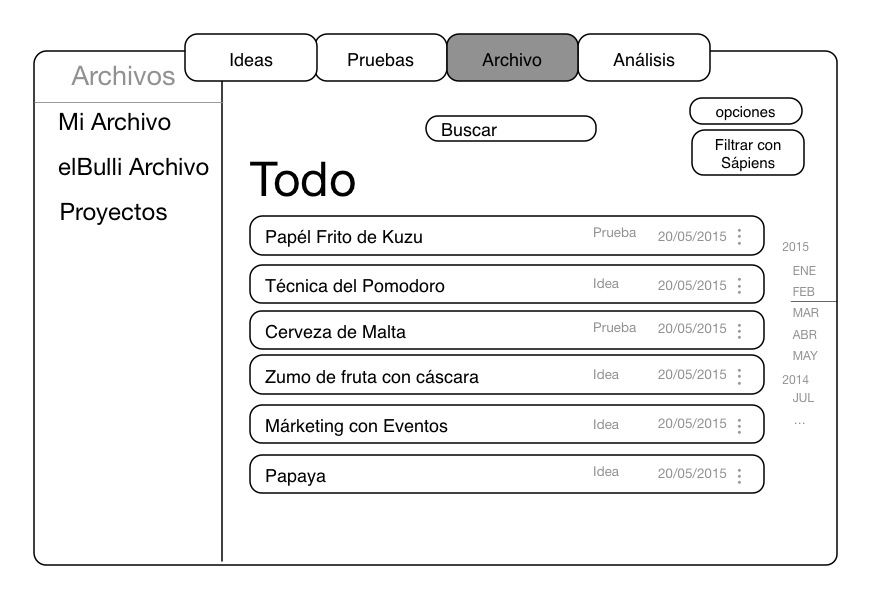 Ideas
Pruebas
Archivo
Análisis
Archivos
Mi Archivo
elBulli Archivo
Proyectos
Buscar
opciones
Filtrar con
Sápiens
Todo
Papél Frito de Kuzu Prueba 20/05/2015
Técnica del Pomodoro Idea 20/05/2015
Cerveza de Malta Prueba 20/05/2015
Zumo de fruta con cáscara Idea 20/05/2015
Márketing con Eventos Idea 20/05/2015
Papaya Idea 20/05/2015
2015
ENE
FEB
MAR
ABR
MAY
2014
JUL
...